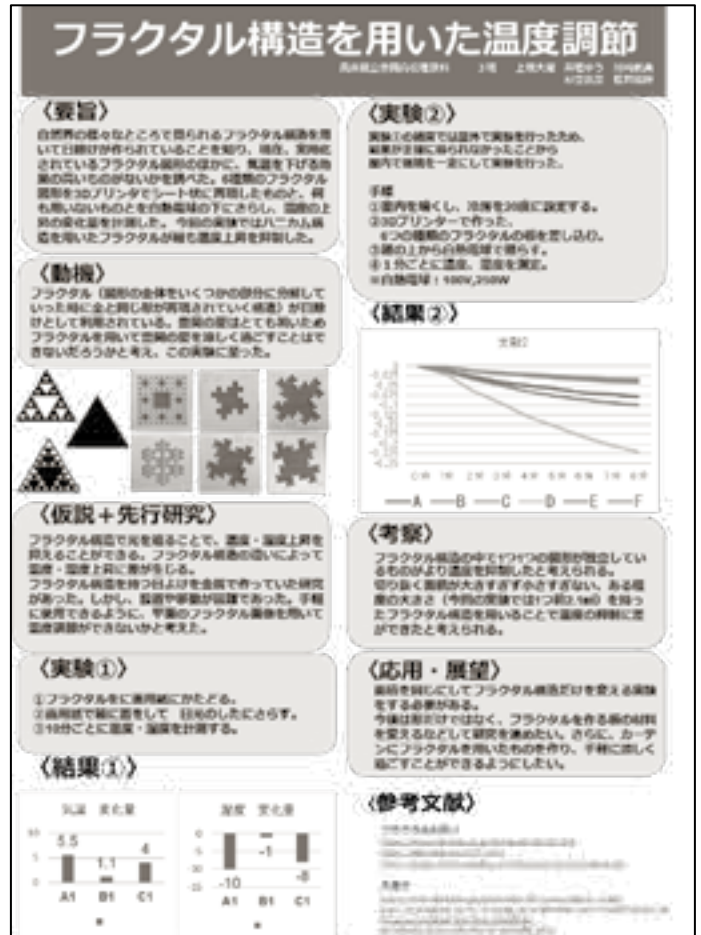 フラクタル構造を用いた温度調節
〈要旨〉
自然界の様々なところで見られるフラクタル構造を用
いて日除けが作られていることを知り、現在、実用化
されているフラクタル図形のほかに、気温を下げる効
果の高いものがないかを調べた。6種類のフラクタル
図形を3Dプリンタでシート状に再現したものと、何
も用いないものとを白熱電球の下にさらし、温度の上
昇の変化量を計測した。今回の実験ではハニカム構
造を用いたフラクタルが最も温度上昇を抑制した。
〈動機〉
フラクタル(図形の全体をいくつかの部分に分解して
いった時に全と同じ形が再現されていく構造)が日除
けとして利用されている。豊岡の夏はとても暑いため
フラクタルを用いて豊岡の夏を涼しく過ごすことはで
きないだろうかと考え、この実験に至った。
〈仮説+先行研究〉
フラクタル構造で光を遮ることで、温度・湿度上昇を
抑えることができる。フラクタル構造の違いによって
温度・湿度上昇に差が生じる。
フラクタル構造を持つ日よけを金属で作っていた研究
があった。しかし、設置や移動が困難であった。手軽
に使用できるように、平面のフラクタル図形を用いて
温度調節ができないかと考えた。
〈実験①〉
①フラクタルをに画用紙にかたどる。
②画用紙で箱に蓋をして 日光のしたにさらす。
③10分ごとに温度・湿度を計測する。
〈結果①〉
気温 変化量
10
5
0
5.5
1.1
4
A1 B1 C1
湿度 変化量
0
-5
-10
-15
-10
-1
-8
A1 B1 C1
〈実験②〉
実験①の結果では屋外で実験を行ったため、
結果が正確に得られなかったことから
屋内で環境を一定にして実験を行った。
手順
①室内を暗くし、冷房を20度に設定する。
②3Dプリンターで作った、
6つの種類のフラクタルの板を差し込む。
③箱の上から白熱電球で照らす。
④1分ごとに温度、湿度を測定。
※白熱電球:100V,250W
〈結果②〉
実験②
0分 1分 2分 3分 4分 5分 6分 7分 8分
A B C D E F
〈考察〉
フラクタル構造の中で1つ1つの図形が独立してい
るものがより温度を抑制したと考えられる。
切り抜く面積が大きすぎず小さすぎない、ある程
度の大きさ(今回の実験では1つ約2.1㎠)を持っ
たフラクタル構造を用いることで温度の抑制に差
ができたと考えられる。
〈応用・展望〉
面積を同じにしてフラクタル構造だけを変える実験
をする必要がある。
今後は形だけではなく、フラクタルを作る板の材料
を変えるなどして研究を進めたい。さらに、カーテ
ンにフラクタルを用いたものを作り、手軽に涼しく
過ごすことができるようにしたい。
〈参考文献〉